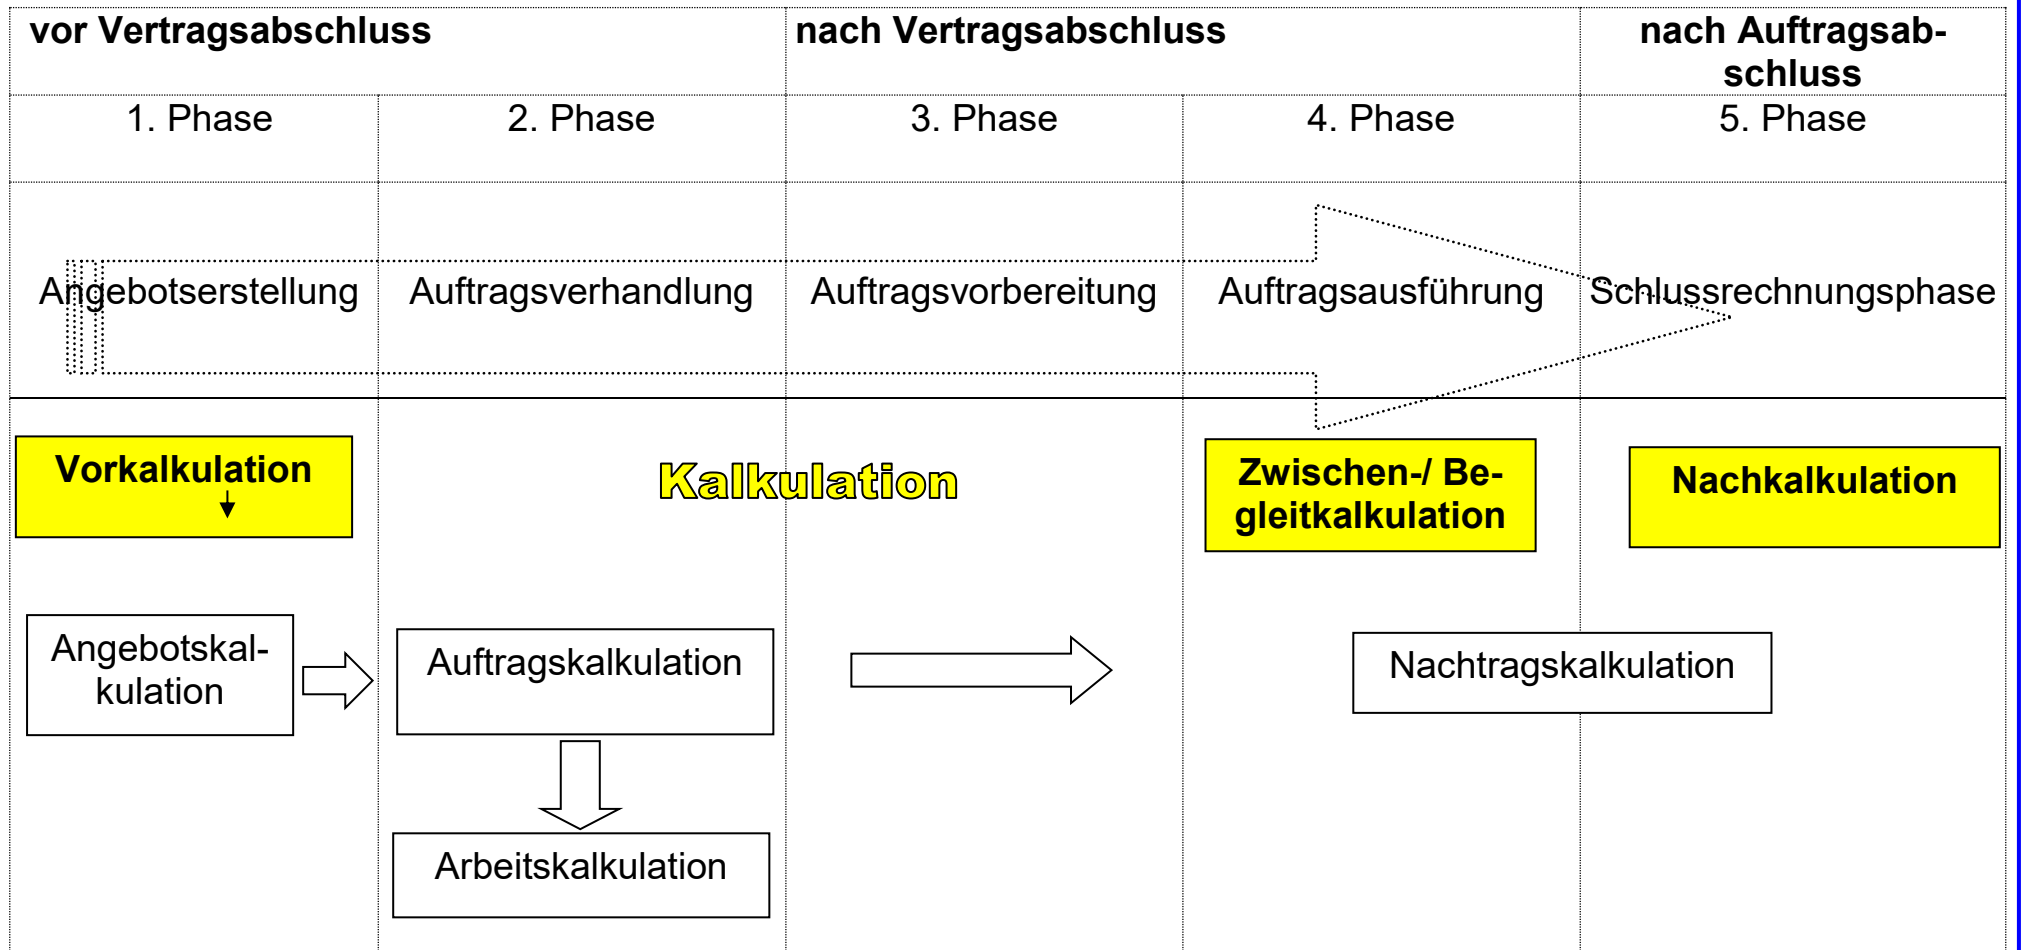 vor Vertragsabschluss
nach Vertragsabschluss
nach Auftragsab-
schluss
1. Phase
2. Phase
3. Phase
4. Phase
5. Phase
Angebotserstellung
Auftragsverhandlung
Auftragsvorbereitung
Auftragsausführung
Schlussrechnungsphase
Vorkalkulation
Kalkulation
Zwischen-/ Be-
gleitkalkulation
Nachkalkulation
Angebotskal-
kulation
Auftragskalkulation
Nachtragskalkulation
Arbeitskalkulation